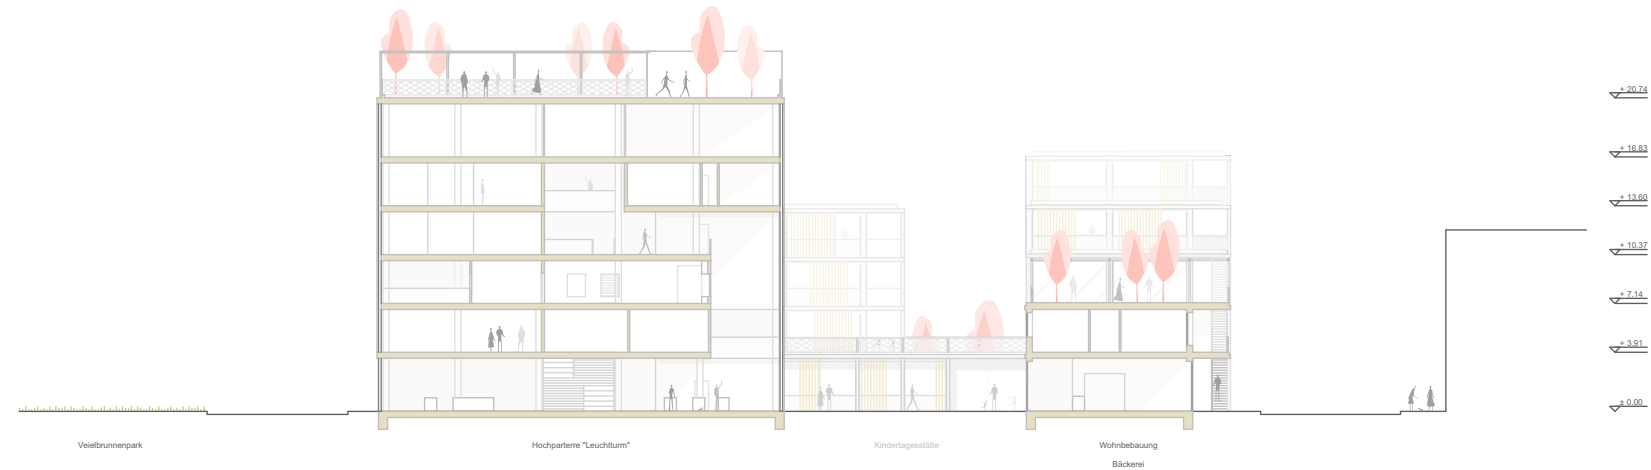 + 20.74
+ 16.83
+ 13.60
+ 10.37
+ 7.14
+ 3.91
± 0.00
Veielbrunnenpark
Hochparterre "Leuchtturm"
Kindertagesstätte
Wohnbebauung
Bäckerei